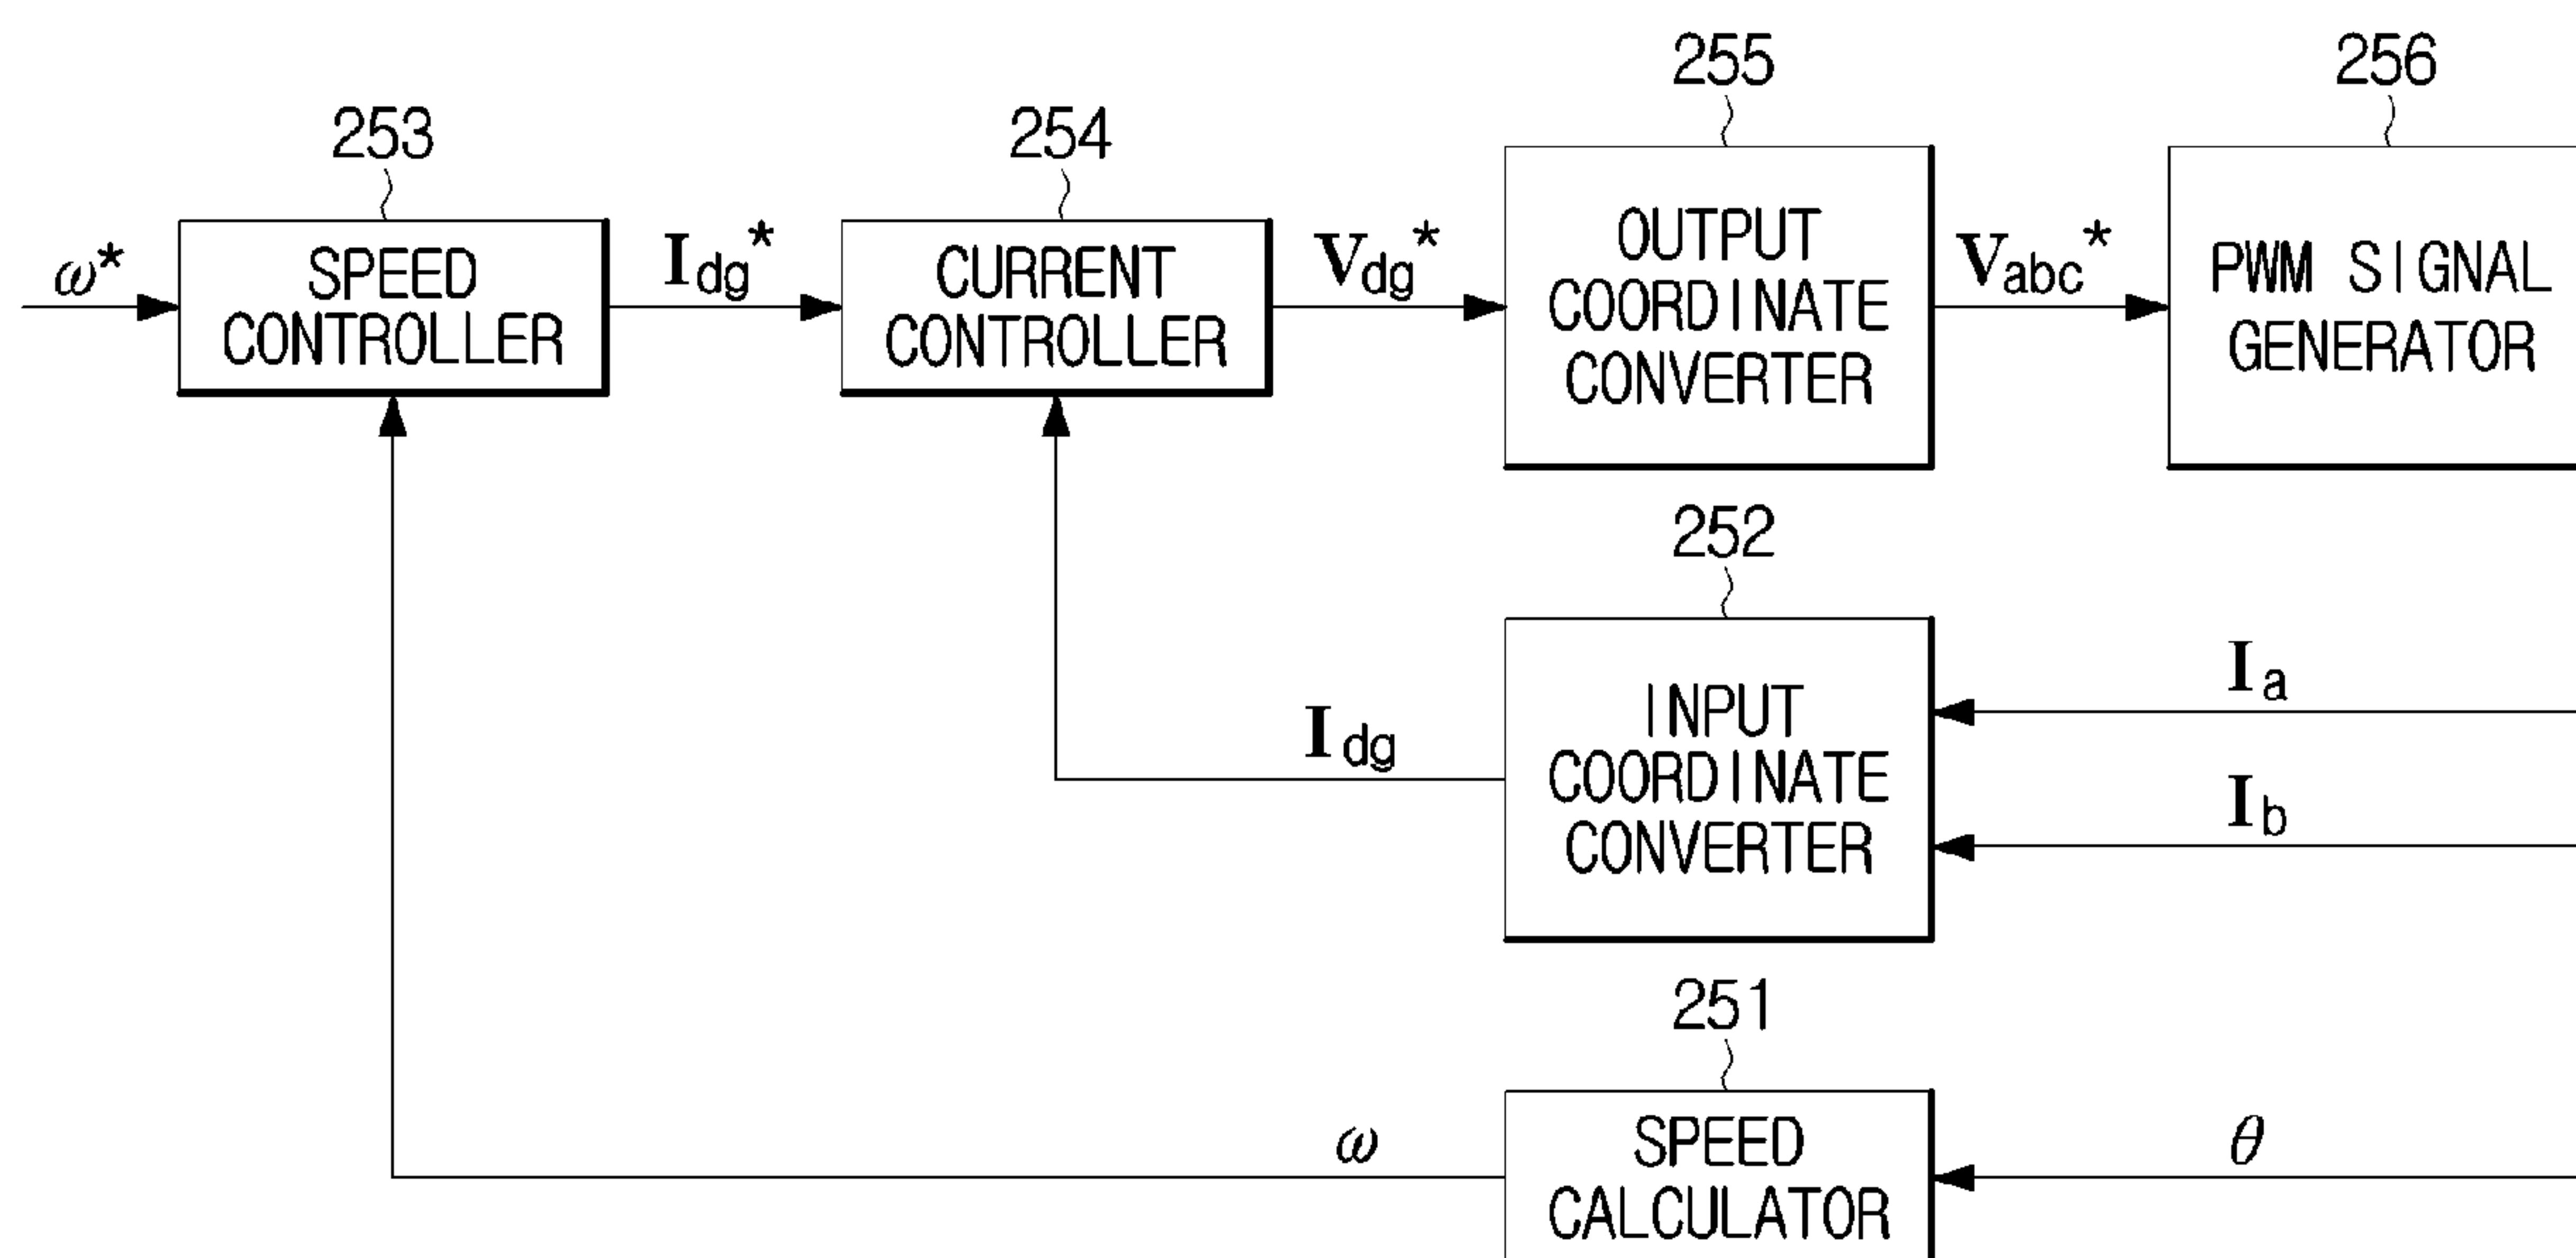 255
256
253
254
ω*
SPEED
CONTROLLER
Idg*
CURRENT
CONTROLLER
Vdg*
OUTPUT
COORDINATE
CONVERTER
Vabc*
PWM SIGNAL
GENERATOR
252
INPUT
COORDINATE
CONVERTER
Ia
Ib
Idg
251
SPEED
CALCULATOR
ω
θ